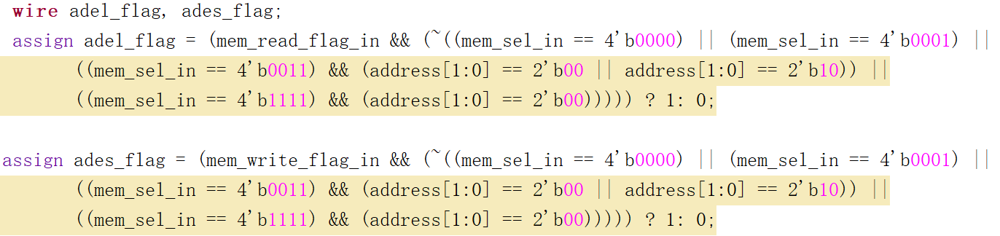 wire adel_flag, ades_flag;
assign adel_flag = (mem_read_flag_in && (~((mem_sel_in == 4'b0000) || (mem_sel_in == 4'b0001) ||
((mem_sel_in == 4'b0011) && (address[1:0] == 2'b00 || address[1:0] == 2'b10)) ||
((mem_sel_in == 4'b1111) && (address[1:0] == 2'b00))))) ? 1: 0;
assign ades_flag = (mem_write_flag_in && (~((mem_sel_in == 4'b0000) || (mem_sel_in == 4'b0001) ||
((mem_sel_in == 4'b0011) && (address[1:0] == 2'b00 || address[1:0] == 2'b10)) ||
((mem_sel_in == 4'b1111) && (address[1:0] == 2'b00))))) ? 1: 0;